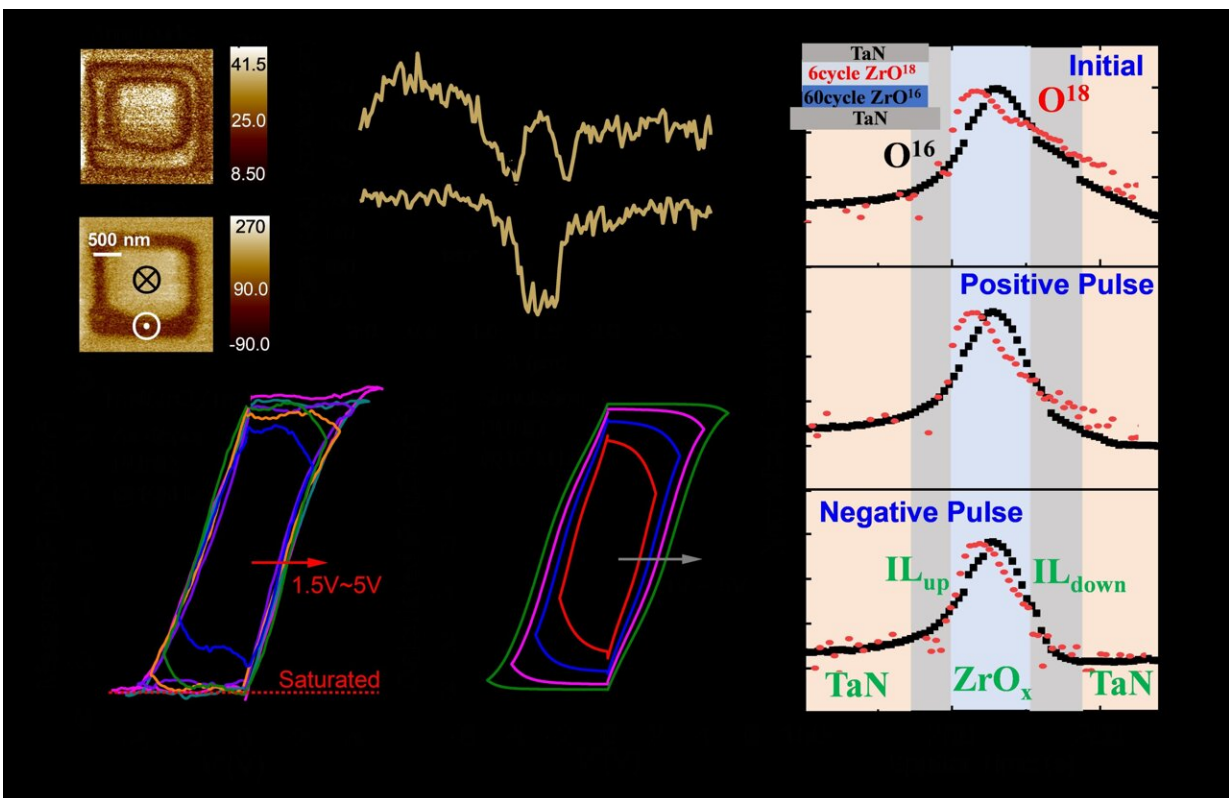 41.5
25.0
8.50
500 nm
270
90.0
-90.0
1.5V~5V
Saturated
TaN
6cycle ZrO¹⁸
60cycle ZrO¹⁶
TaN
Initial
O¹⁸
O¹⁶
Positive Pulse
Negative Pulse
ILup
ILdown
TaN
ZrOx
TaN